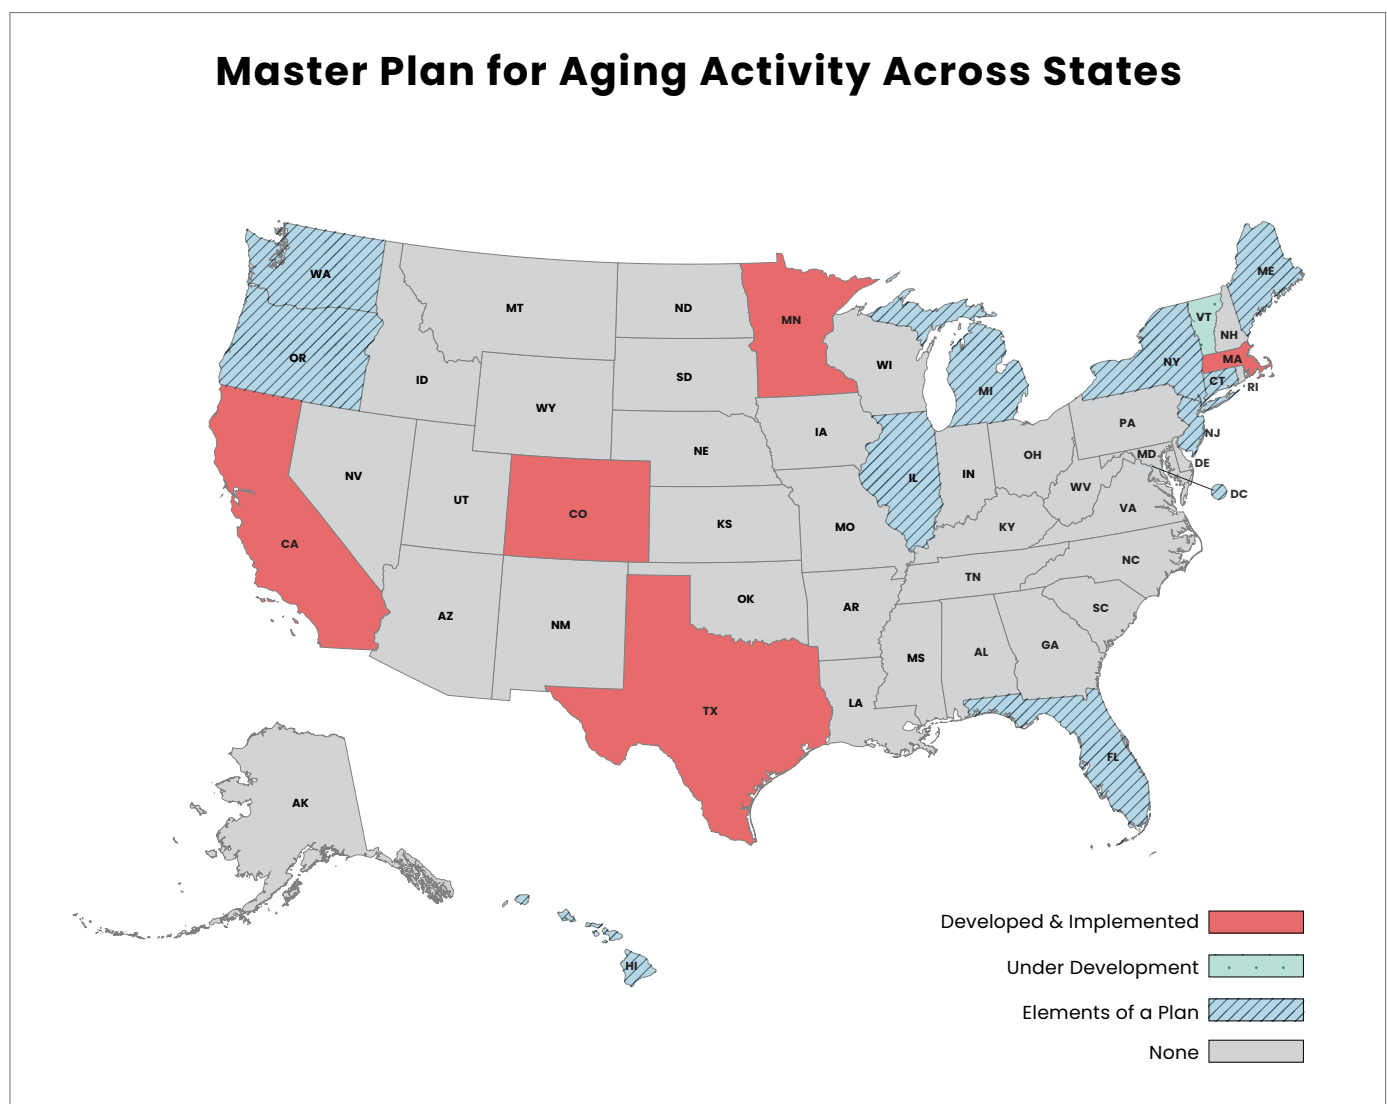 Master Plan for Aging Activity Across States
WA
MT
ND
MN
ME
VT
NH
OR
ID
WY
SD
WI
MI
NY
MA
CT
RI
NV
UT
CO
NE
IA
IL
IN
OH
PA
NJ
MD
DE
DC
CA
KS
MO
KY
WV
VA
AZ
NM
OK
AR
TN
NC
SC
TX
LA
MS
AL
GA
FL
AK
HI
Developed & Implemented
Under Development
Elements of a Plan
None